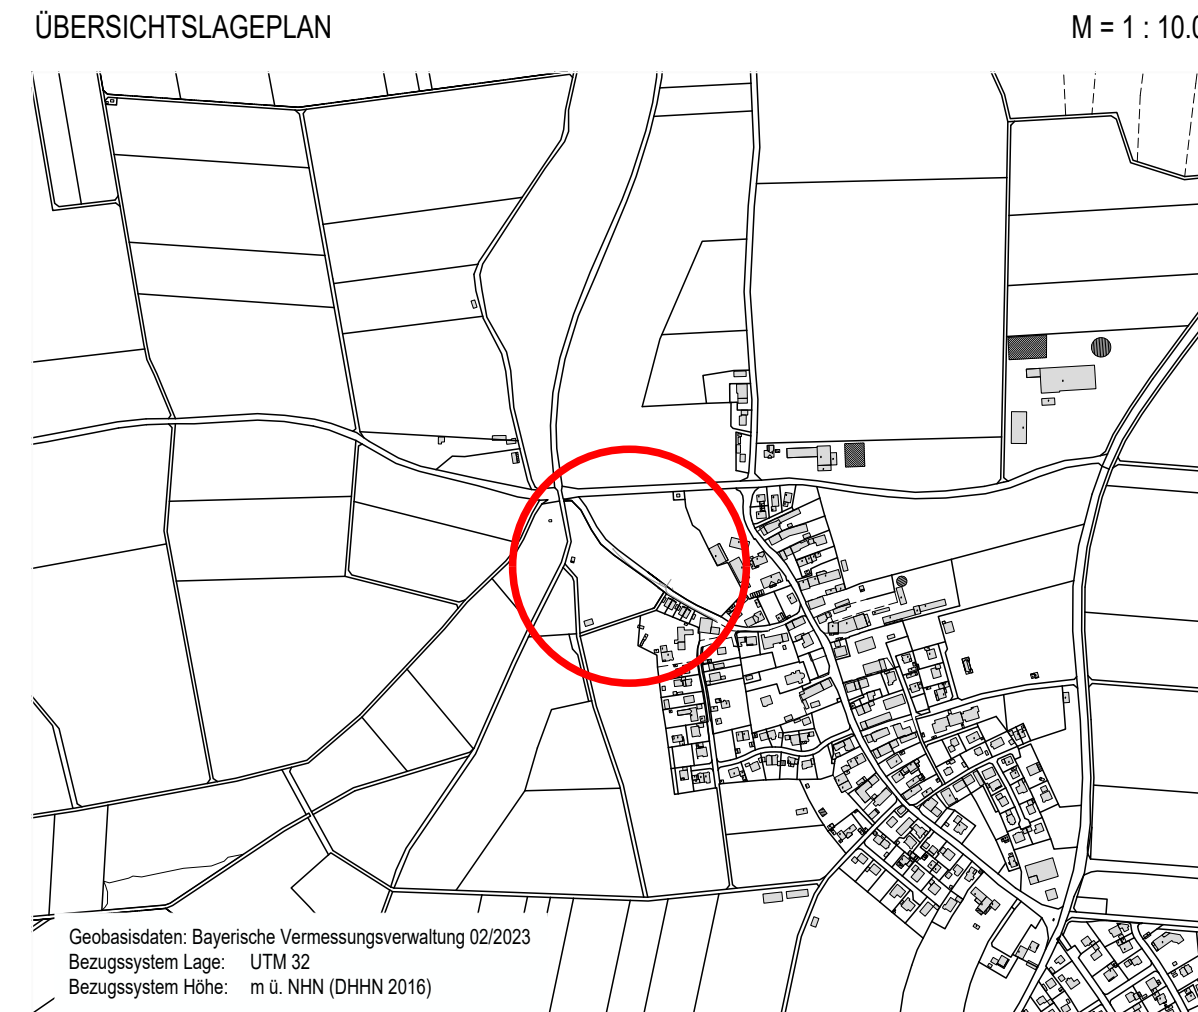 ÜBERSICHTSLAGEPLAN M = 1 : 10.0
Geobasisdaten: Bayerische Vermessungsverwaltung 02/2023
Bezugssystem Lage: UTM 32
Bezugssystem Höhe: m ü. NHN (DHHN 2016)